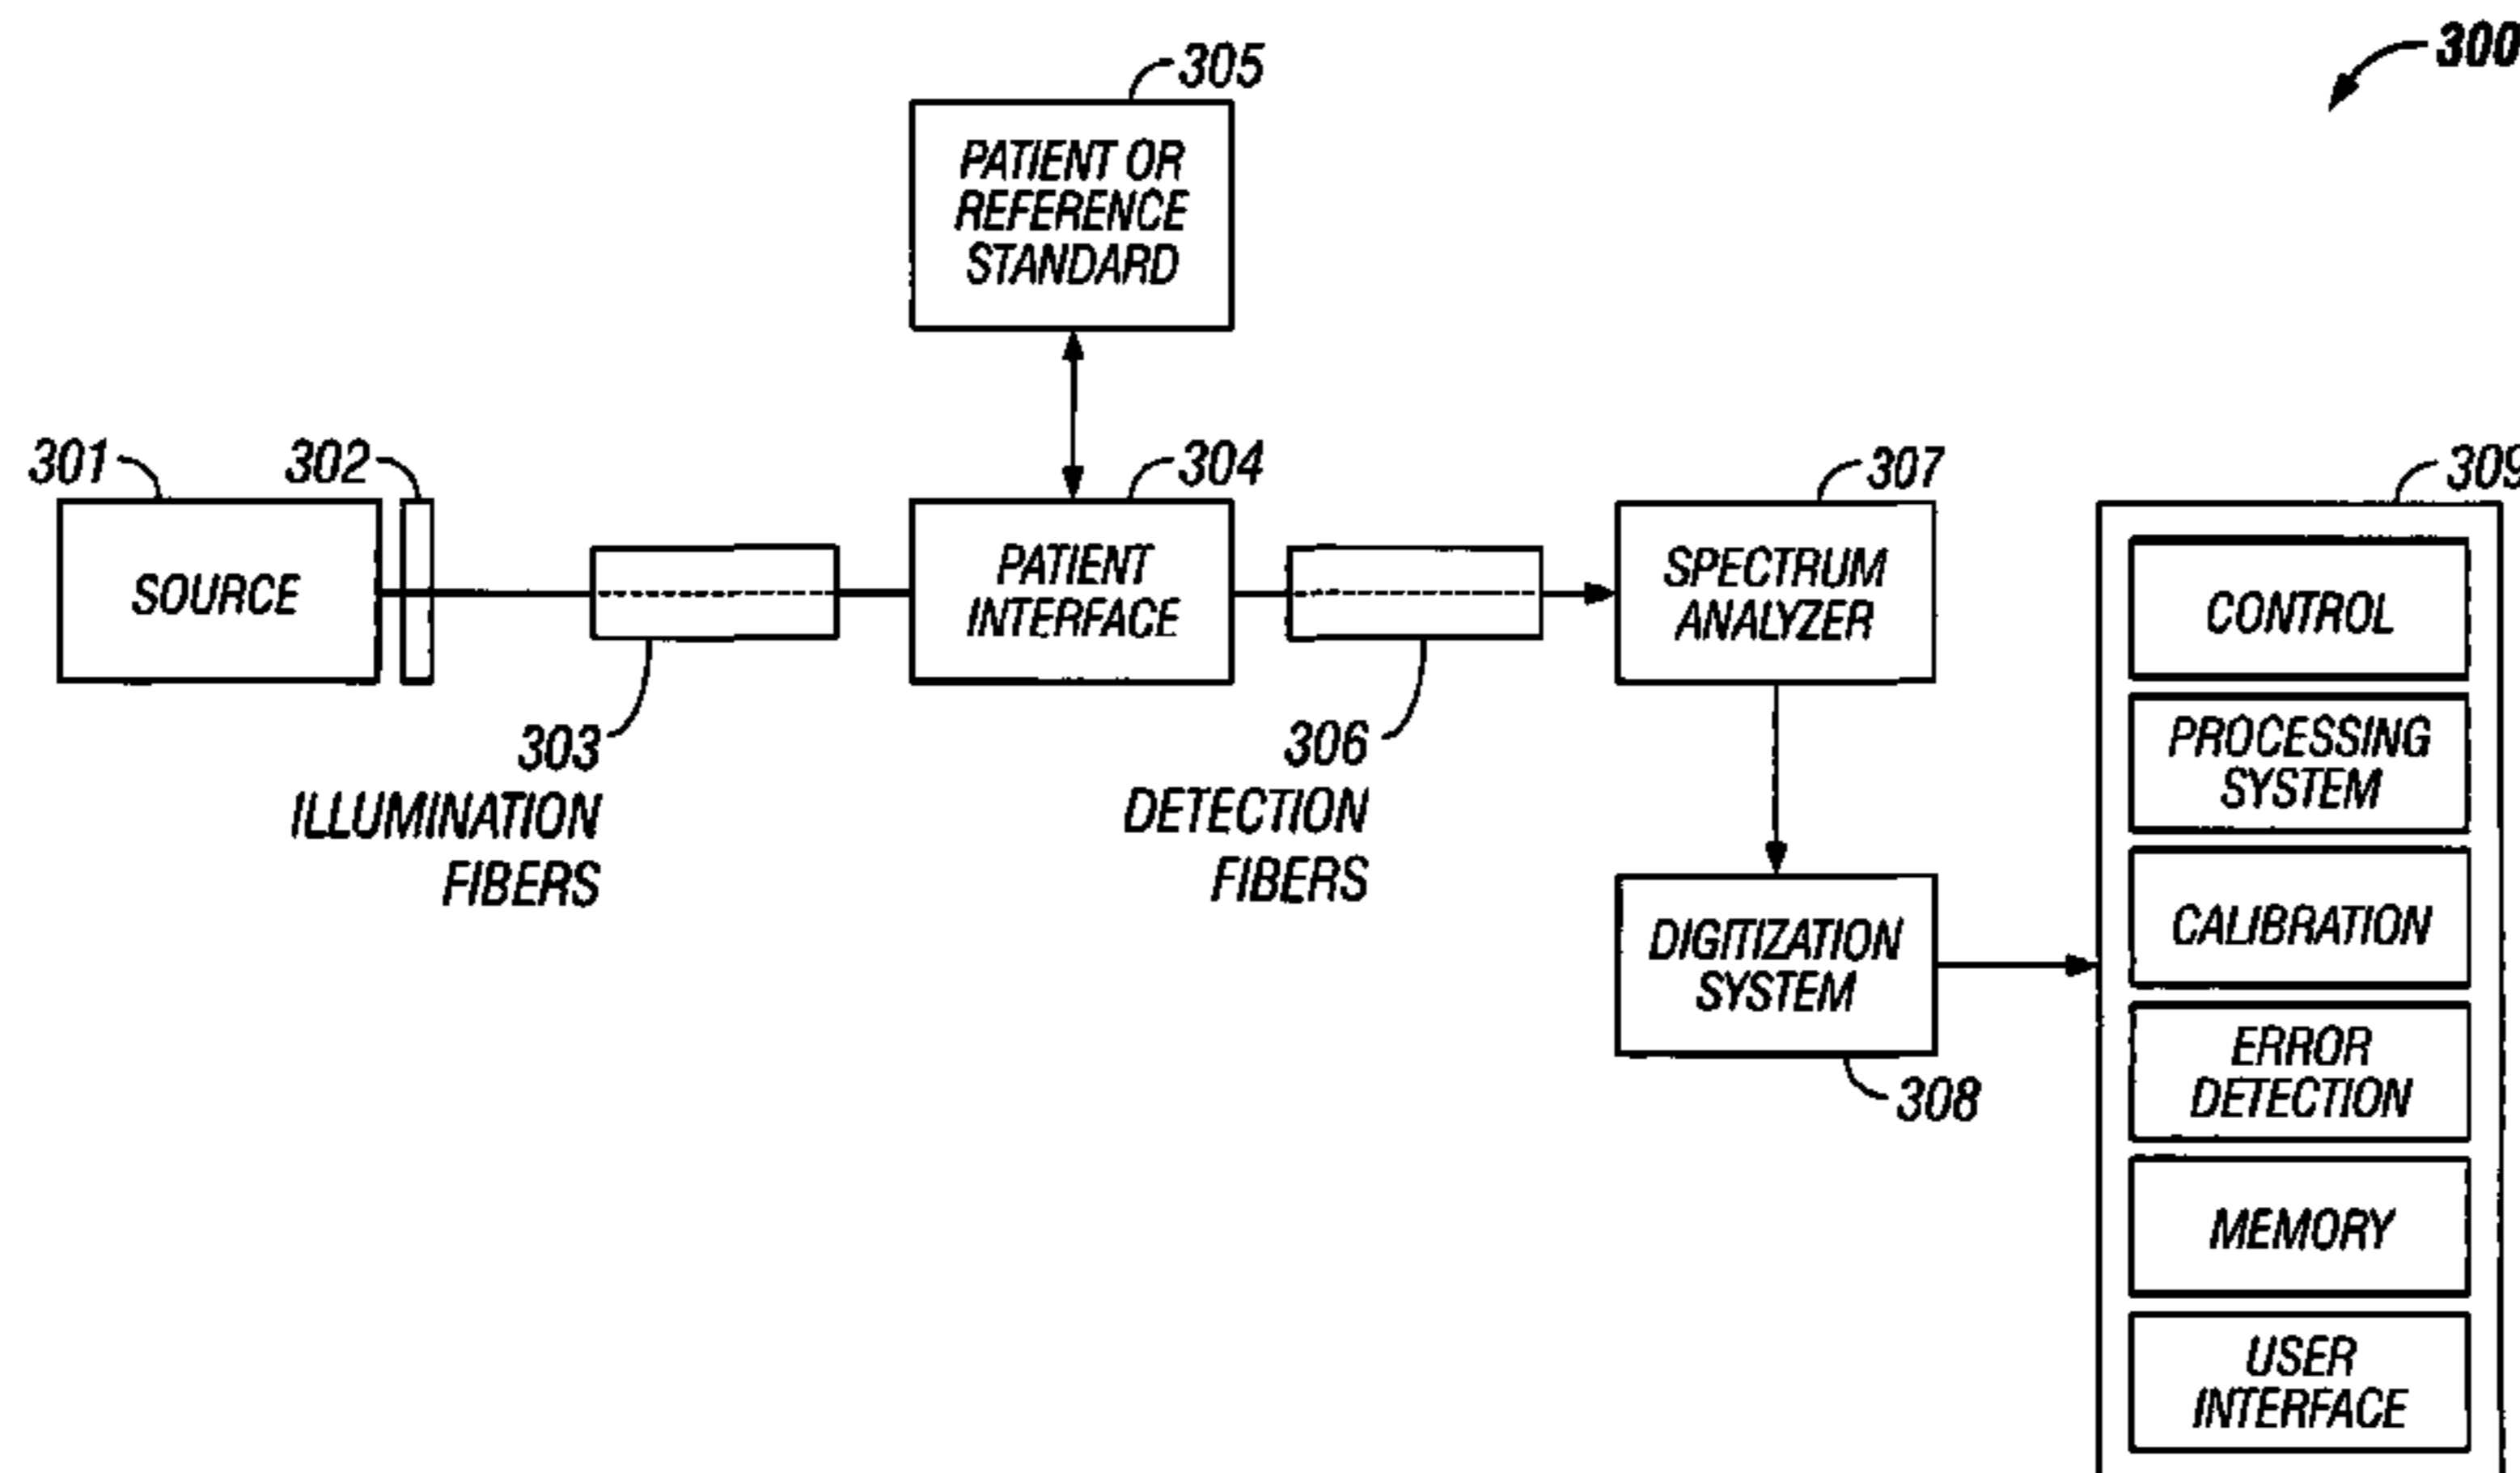 300
305
PATIENT OR
REFERENCE
STANDARD
301
302
304
307
309
SOURCE
PATIENT
INTERFACE
SPECTRUM
ANALYZER
303
ILLUMINATION
FIBERS
306
DETECTION
FIBERS
DIGITIZATION
SYSTEM
308
CONTROL
PROCESSING
SYSTEM
CALIBRATION
ERROR
DETECTION
MEMORY
USER
INTERFACE